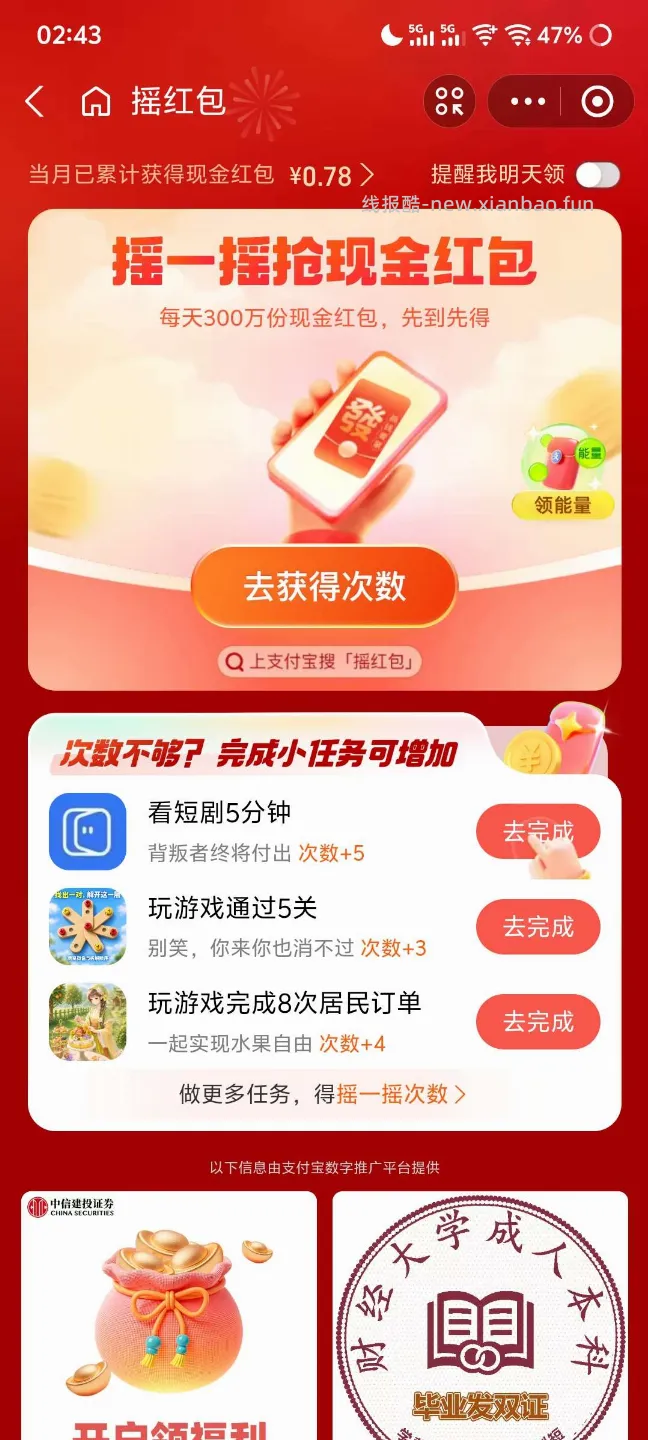 02:43
5G 5G 47%
摇红包
当月已累计获得现金红包 ¥0.78
提醒我明天领
线报酷-new.xianbao.fun
摇一摇抢现金红包
每天300万份现金红包，先到先得
發
能量
领能量
去获得次数
上支付宝搜「摇红包」
次数不够？完成小任务可增加
看短剧5分钟
背叛者终将付出 次数+5
去完成
玩游戏通过5关
别笑，你来你也消不过 次数+3
去完成
玩游戏完成8次居民订单
一起实现水果自由 次数+4
去完成
做更多任务，得摇一摇次数
以下信息由支付宝数字推广平台提供
中信建投证券
CHINA SECURITIES
开户领福利
财经大学成人本科
毕业发双证